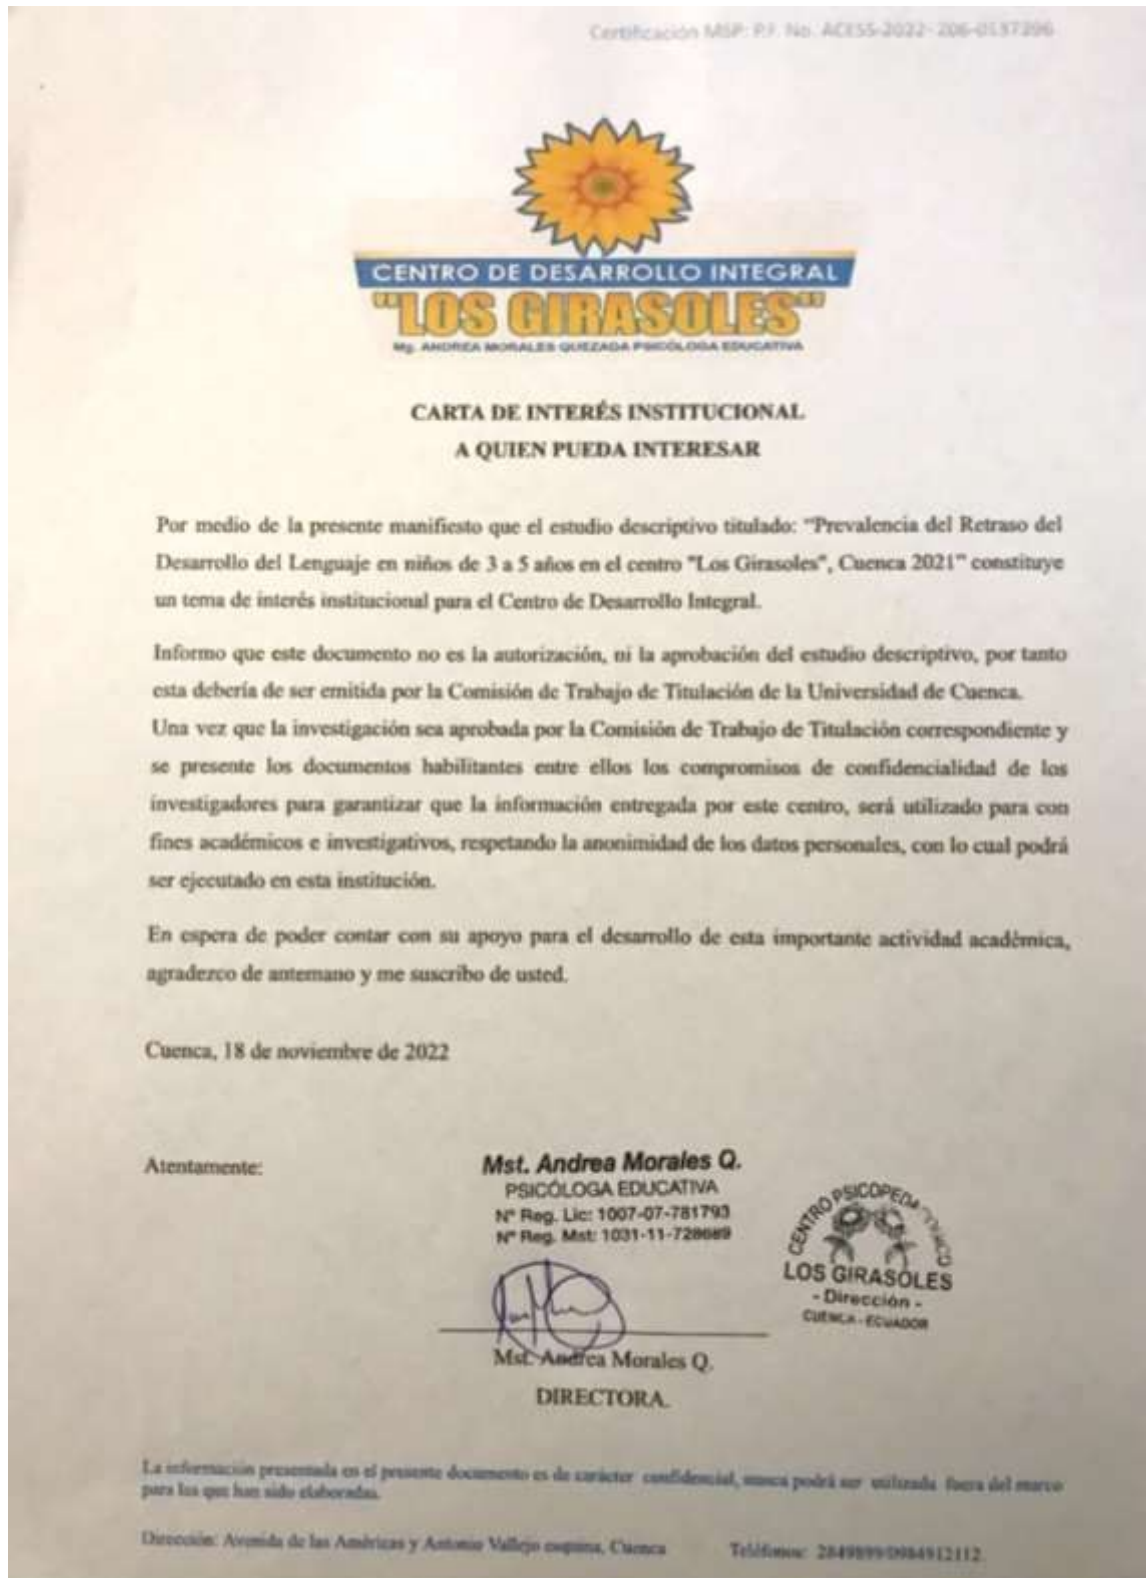 Certificación MSP: P.F. No. ACESS-2022- 206-0137296
CENTRO DE DESARROLLO INTEGRAL
"LOS GIRASOLES"
Mg. ANDREA MORALES QUEZADA PSICÓLOGA EDUCATIVA
CARTA DE INTERÉS INSTITUCIONAL
A QUIEN PUEDA INTERESAR
Por medio de la presente manifiesto que el estudio descriptivo titulado: "Prevalencia del Retraso del
Desarrollo del Lenguaje en niños de 3 a 5 años en el centro "Los Girasoles", Cuenca 2021" constituye
un tema de interés institucional para el Centro de Desarrollo Integral.
Informo que este documento no es la autorización, ni la aprobación del estudio descriptivo, por tanto
esta debería de ser emitida por la Comisión de Trabajo de Titulación de la Universidad de Cuenca.
Una vez que la investigación sea aprobada por la Comisión de Trabajo de Titulación correspondiente y
se presente los documentos habilitantes entre ellos los compromisos de confidencialidad de los
investigadores para garantizar que la información entregada por este centro, será utilizado para con
fines académicos e investigativos, respetando la anonimidad de los datos personales, con lo cual podrá
ser ejecutado en esta institución.
En espera de poder contar con su apoyo para el desarrollo de esta importante actividad académica,
agradezco de antemano y me suscribo de usted.
Cuenca, 18 de noviembre de 2022
Atentamente:
Mst. Andrea Morales Q.
PSICÓLOGA EDUCATIVA
Nº Reg. Lic: 1007-07-781793
Nº Reg. Mst: 1031-11-728689
CENTRO
LOS GIRASOLES
- Dirección -
CUENCA - ECUADOR
Mst. Andrea Morales Q.
DIRECTORA.
La información presentada en el presente documento es de carácter confidencial, nunca podrá ser utilizada fuera del marco
para las que han sido elaboradas.
Dirección: Avenida de las Américas y Antonio Vallejo esquina, Cuenca Teléfonos: 2849899/0984912112.